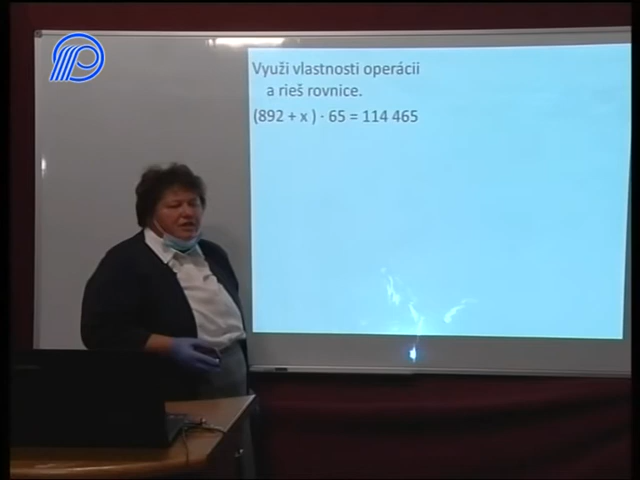 Využi vlastnosti operácii
a rieš rovnice.
(892 + x ) · 65 = 114 465